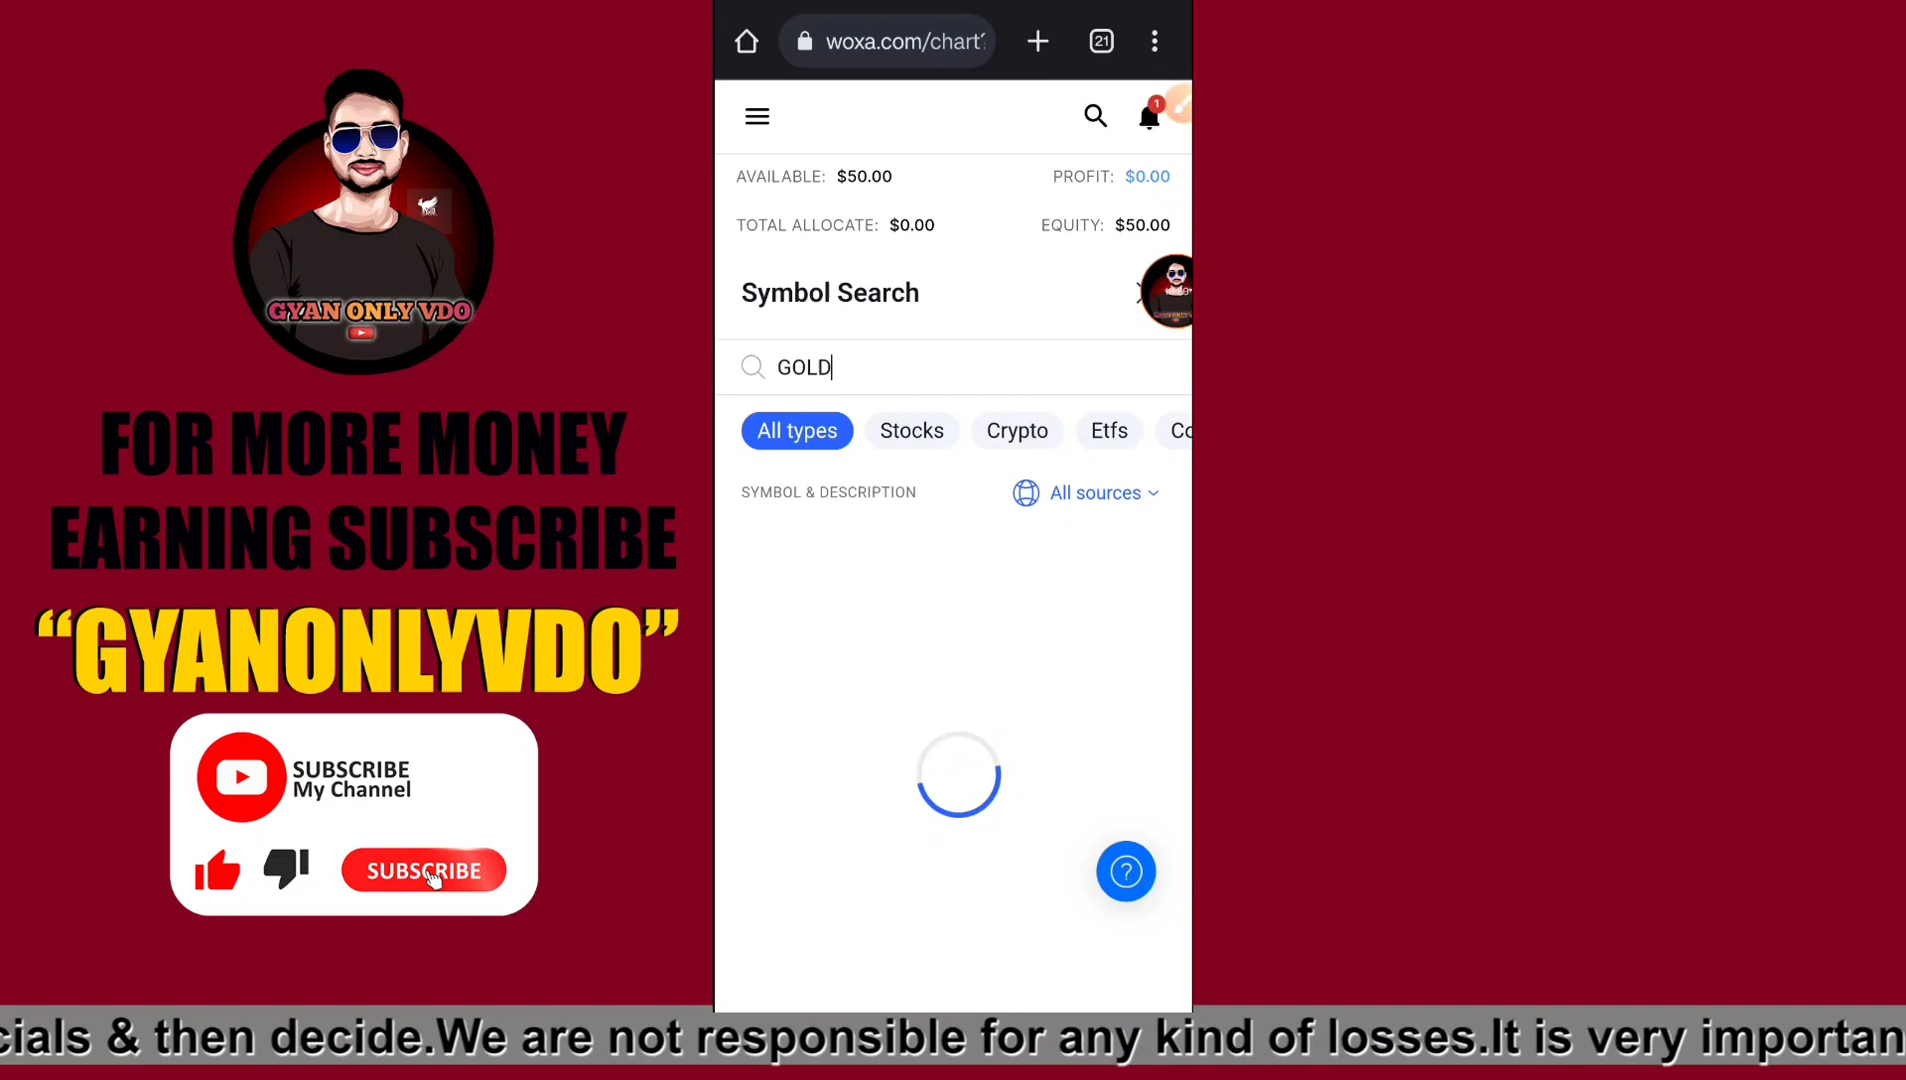 GYAN ONLY VDO
FOR MORE MONEY
EARNING SUBSCRIBE
“GYANONLYVDO”
SUBSCRIBE
My Channel
SUBSCRIBE
woxa.com/chart?
21
1
AVAILABLE: $50.00
PROFIT: $0.00
TOTAL ALLOCATE: $0.00
EQUITY: $50.00
Symbol Search
GOLD
All types
Stocks
Crypto
Etfs
Co
SYMBOL & DESCRIPTION
All sources
?
cials & then decide.We are not responsible for any kind of losses.It is very importan